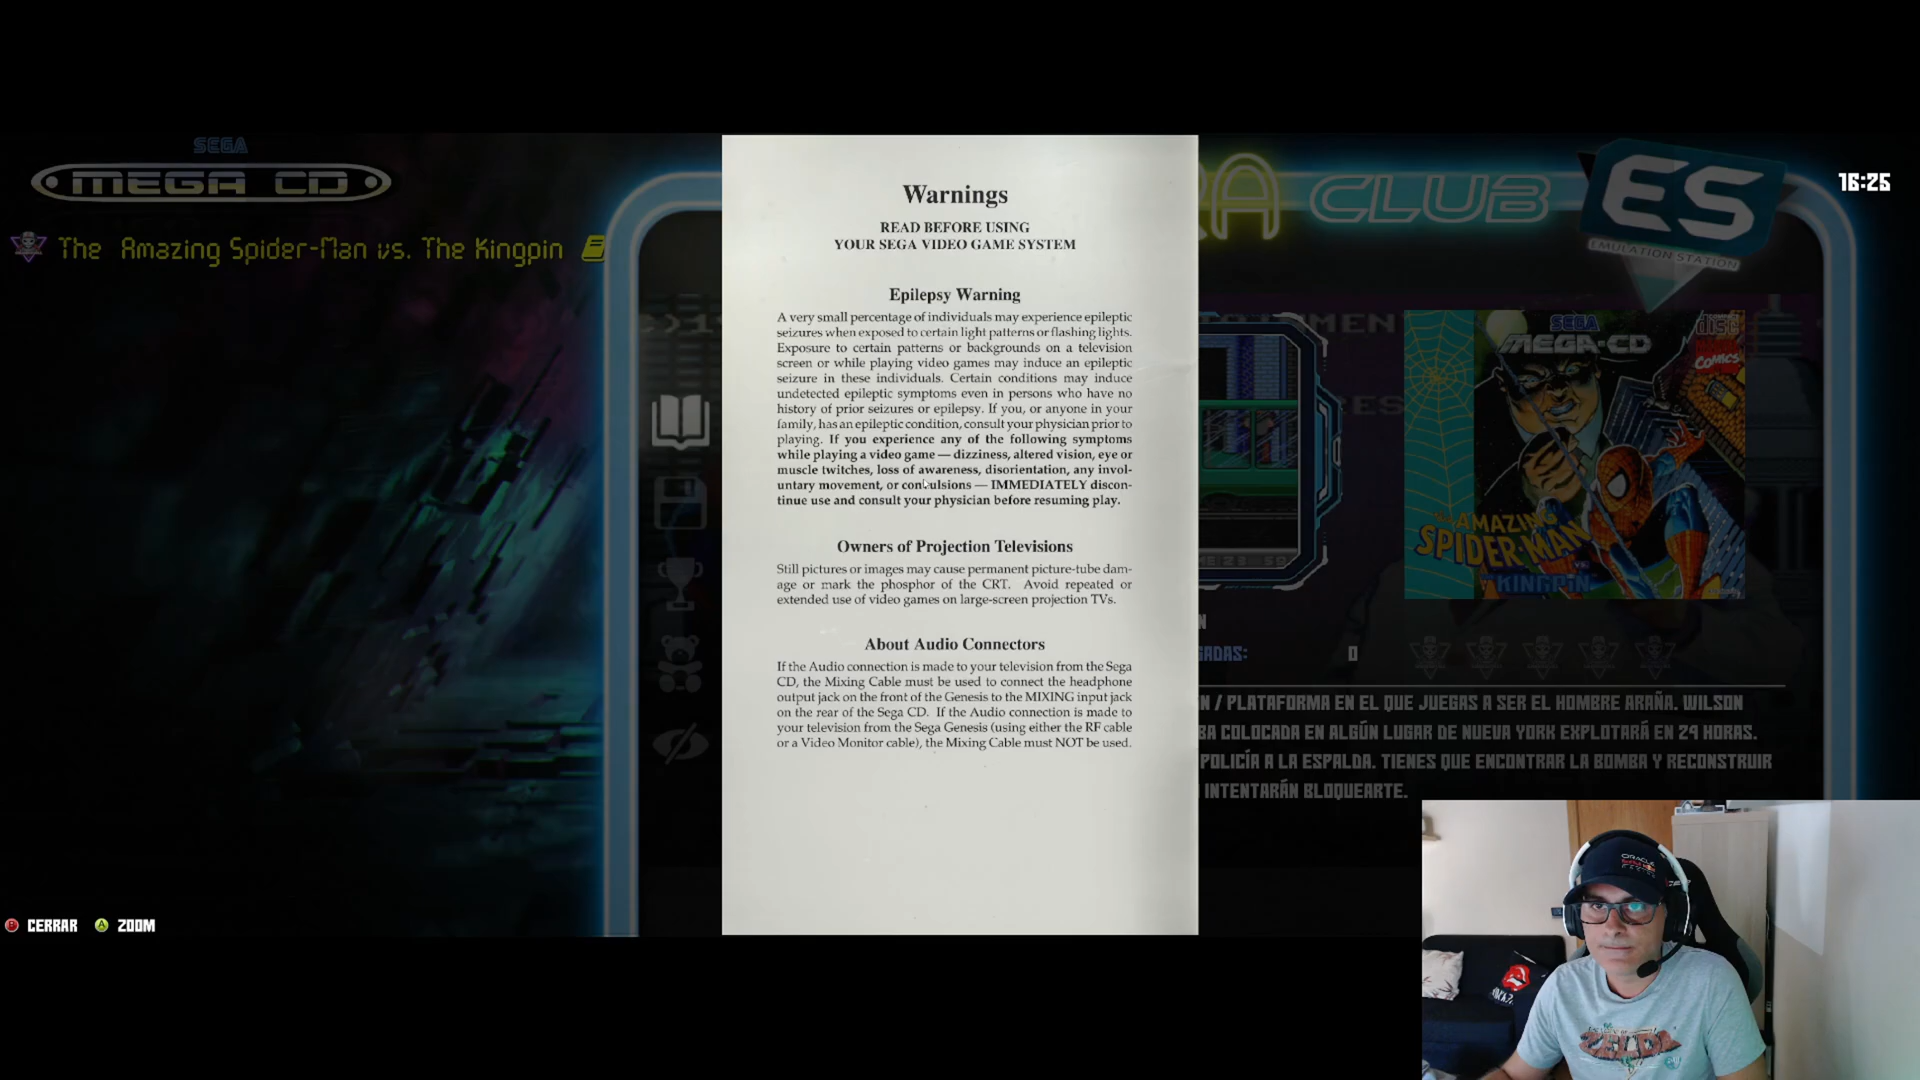 SEGA
MEGA CD
The Amazing Spider-Man vs. The Kingpin
CLUB
ES
EMULATION STATION
16:25
Warnings
READ BEFORE USING
YOUR SEGA VIDEO GAME SYSTEM
Epilepsy Warning
A very small percentage of individuals may experience epileptic
seizures when exposed to certain light patterns or flashing lights.
Exposure to certain patterns or backgrounds on a television
screen or while playing video games may induce an epileptic
seizure in these individuals. Certain conditions may induce
undetected epileptic symptoms even in persons who have no
history of prior seizures or epilepsy. If you, or anyone in your
family, has an epileptic condition, consult your physician prior to
playing. If you experience any of the following symptoms
while playing a video game — dizziness, altered vision, eye or
muscle twitches, loss of awareness, disorientation, any invol-
untary movement, or convulsions — IMMEDIATELY discon-
tinue use and consult your physician before resuming play.
Owners of Projection Televisions
Still pictures or images may cause permanent picture-tube dam-
age or mark the phosphor of the CRT. Avoid repeated or
extended use of video games on large-screen projection TVs.
About Audio Connectors
If the Audio connection is made to your television from the Sega
CD, the Mixing Cable must be used to connect the headphone
output jack on the front of the Genesis to the MIXING input jack
on the rear of the Sega CD. If the Audio connection is made to
your television from the Sega Genesis (using either the RF cable
or a Video Monitor cable), the Mixing Cable must NOT be used.
SEGA
MEGA-CD
COMICS
THE AMAZING
SPIDER-MAN
KINGPIN
GADAS: 0
N / PLATAFORMA EN EL QUE JUEGAS A SER EL HOMBRE ARAÑA. WILSON
BA COLOCADA EN ALGÚN LUGAR DE NUEVA YORK EXPLOTARÁ EN 24 HORAS.
POLICÍA A LA ESPALDA. TIENES QUE ENCONTRAR LA BOMBA Y RECONSTRUIR
INTENTARÁN BLOQUEARTE.
B CERRAR A ZOOM
ORACLE
Red Bull
RACING
ZELDA